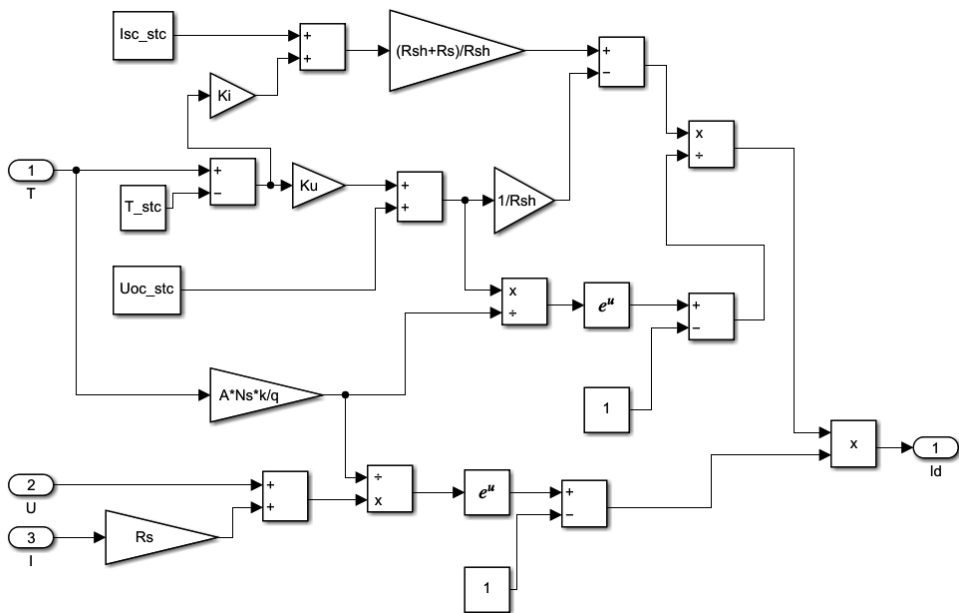 Isc_stc
+
+
(Rsh+Rs)/Rsh
+
−
Ki
x
÷
1
T
+
−
T_stc
Ku
+
+
1/Rsh
Uoc_stc
x
÷
e^u
+
−
A*Ns*k/q
1
x
1
Id
2
U
+
+
÷
x
e^u
+
−
3
I
Rs
1